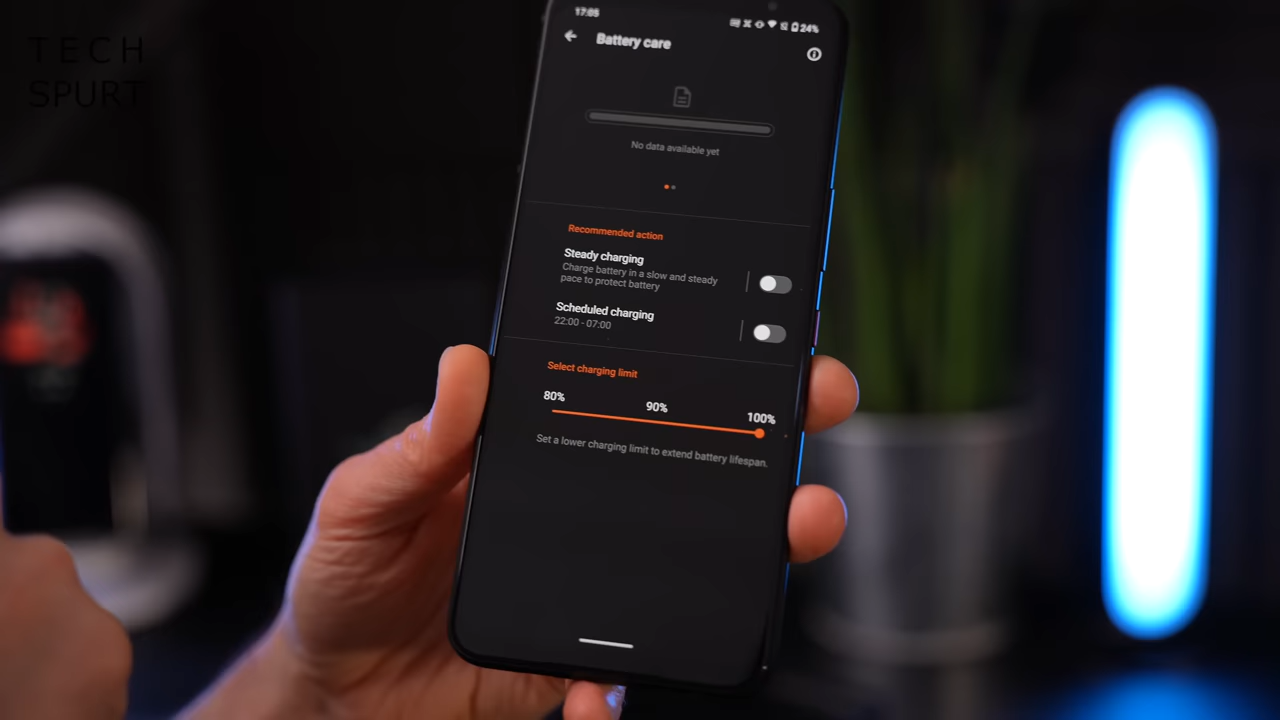 TECH
SPURT
17:05
24%
Battery care
No data available yet
Recommended action
Steady charging
Charge battery in a slow and steady
pace to protect battery
Scheduled charging
22:00 - 07:00
Select charging limit
80%
90%
100%
Set a lower charging limit to extend battery lifespan.